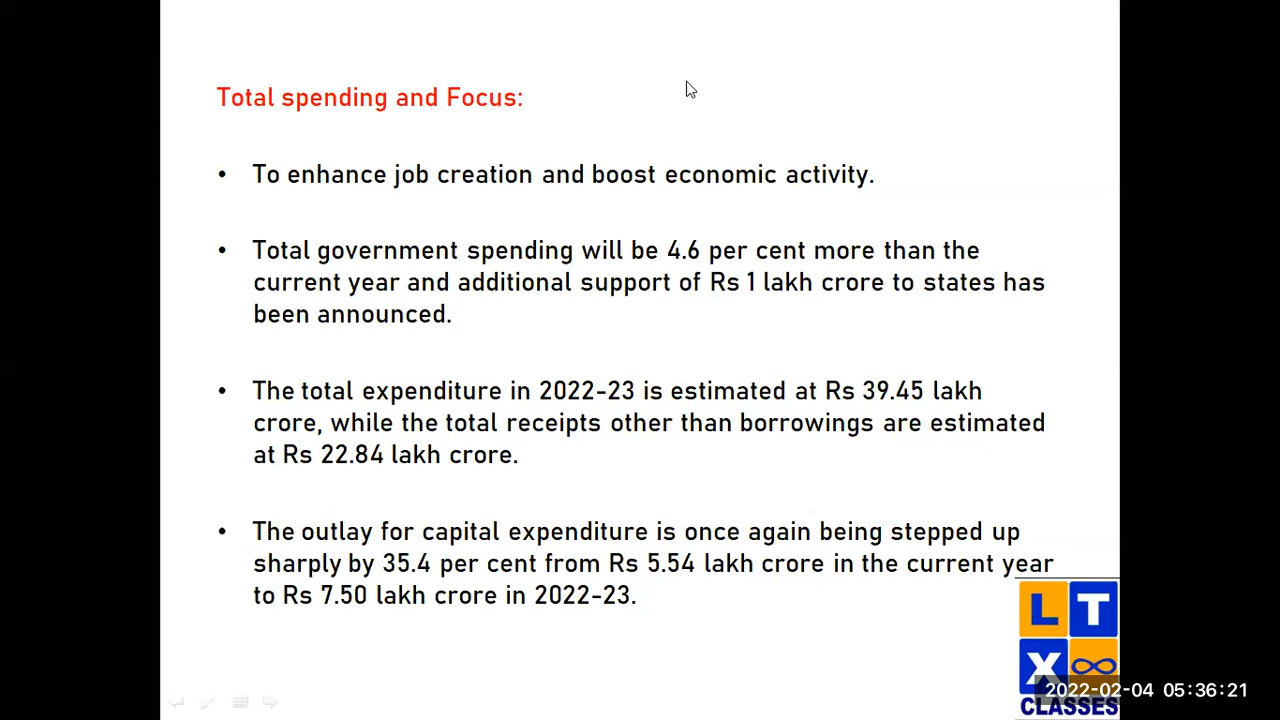 Total spending and Focus:
• To enhance job creation and boost economic activity.
• Total government spending will be 4.6 per cent more than the
current year and additional support of Rs 1 lakh crore to states has
been announced.
• The total expenditure in 2022-23 is estimated at Rs 39.45 lakh
crore, while the total receipts other than borrowings are estimated
at Rs 22.84 lakh crore.
• The outlay for capital expenditure is once again being stepped up
sharply by 35.4 per cent from Rs 5.54 lakh crore in the current year
to Rs 7.50 lakh crore in 2022-23.
L T
X ∞
2022-02-04 05:36:21
CLASSES